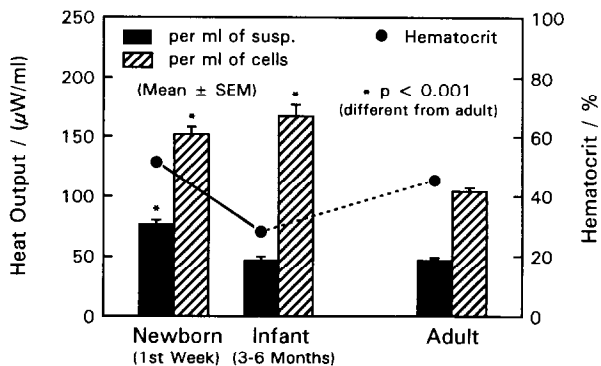 Heat Output / (μW/ml)
250
200
150
100
50
0
per ml of susp.
per ml of cells
(Mean ± SEM)
Hematocrit
* p < 0.001
(different from adult)
*
*
*
100
80
60
40
20
0
Hematocrit / %
Newborn
(1st Week)
Infant
(3-6 Months)
Adult